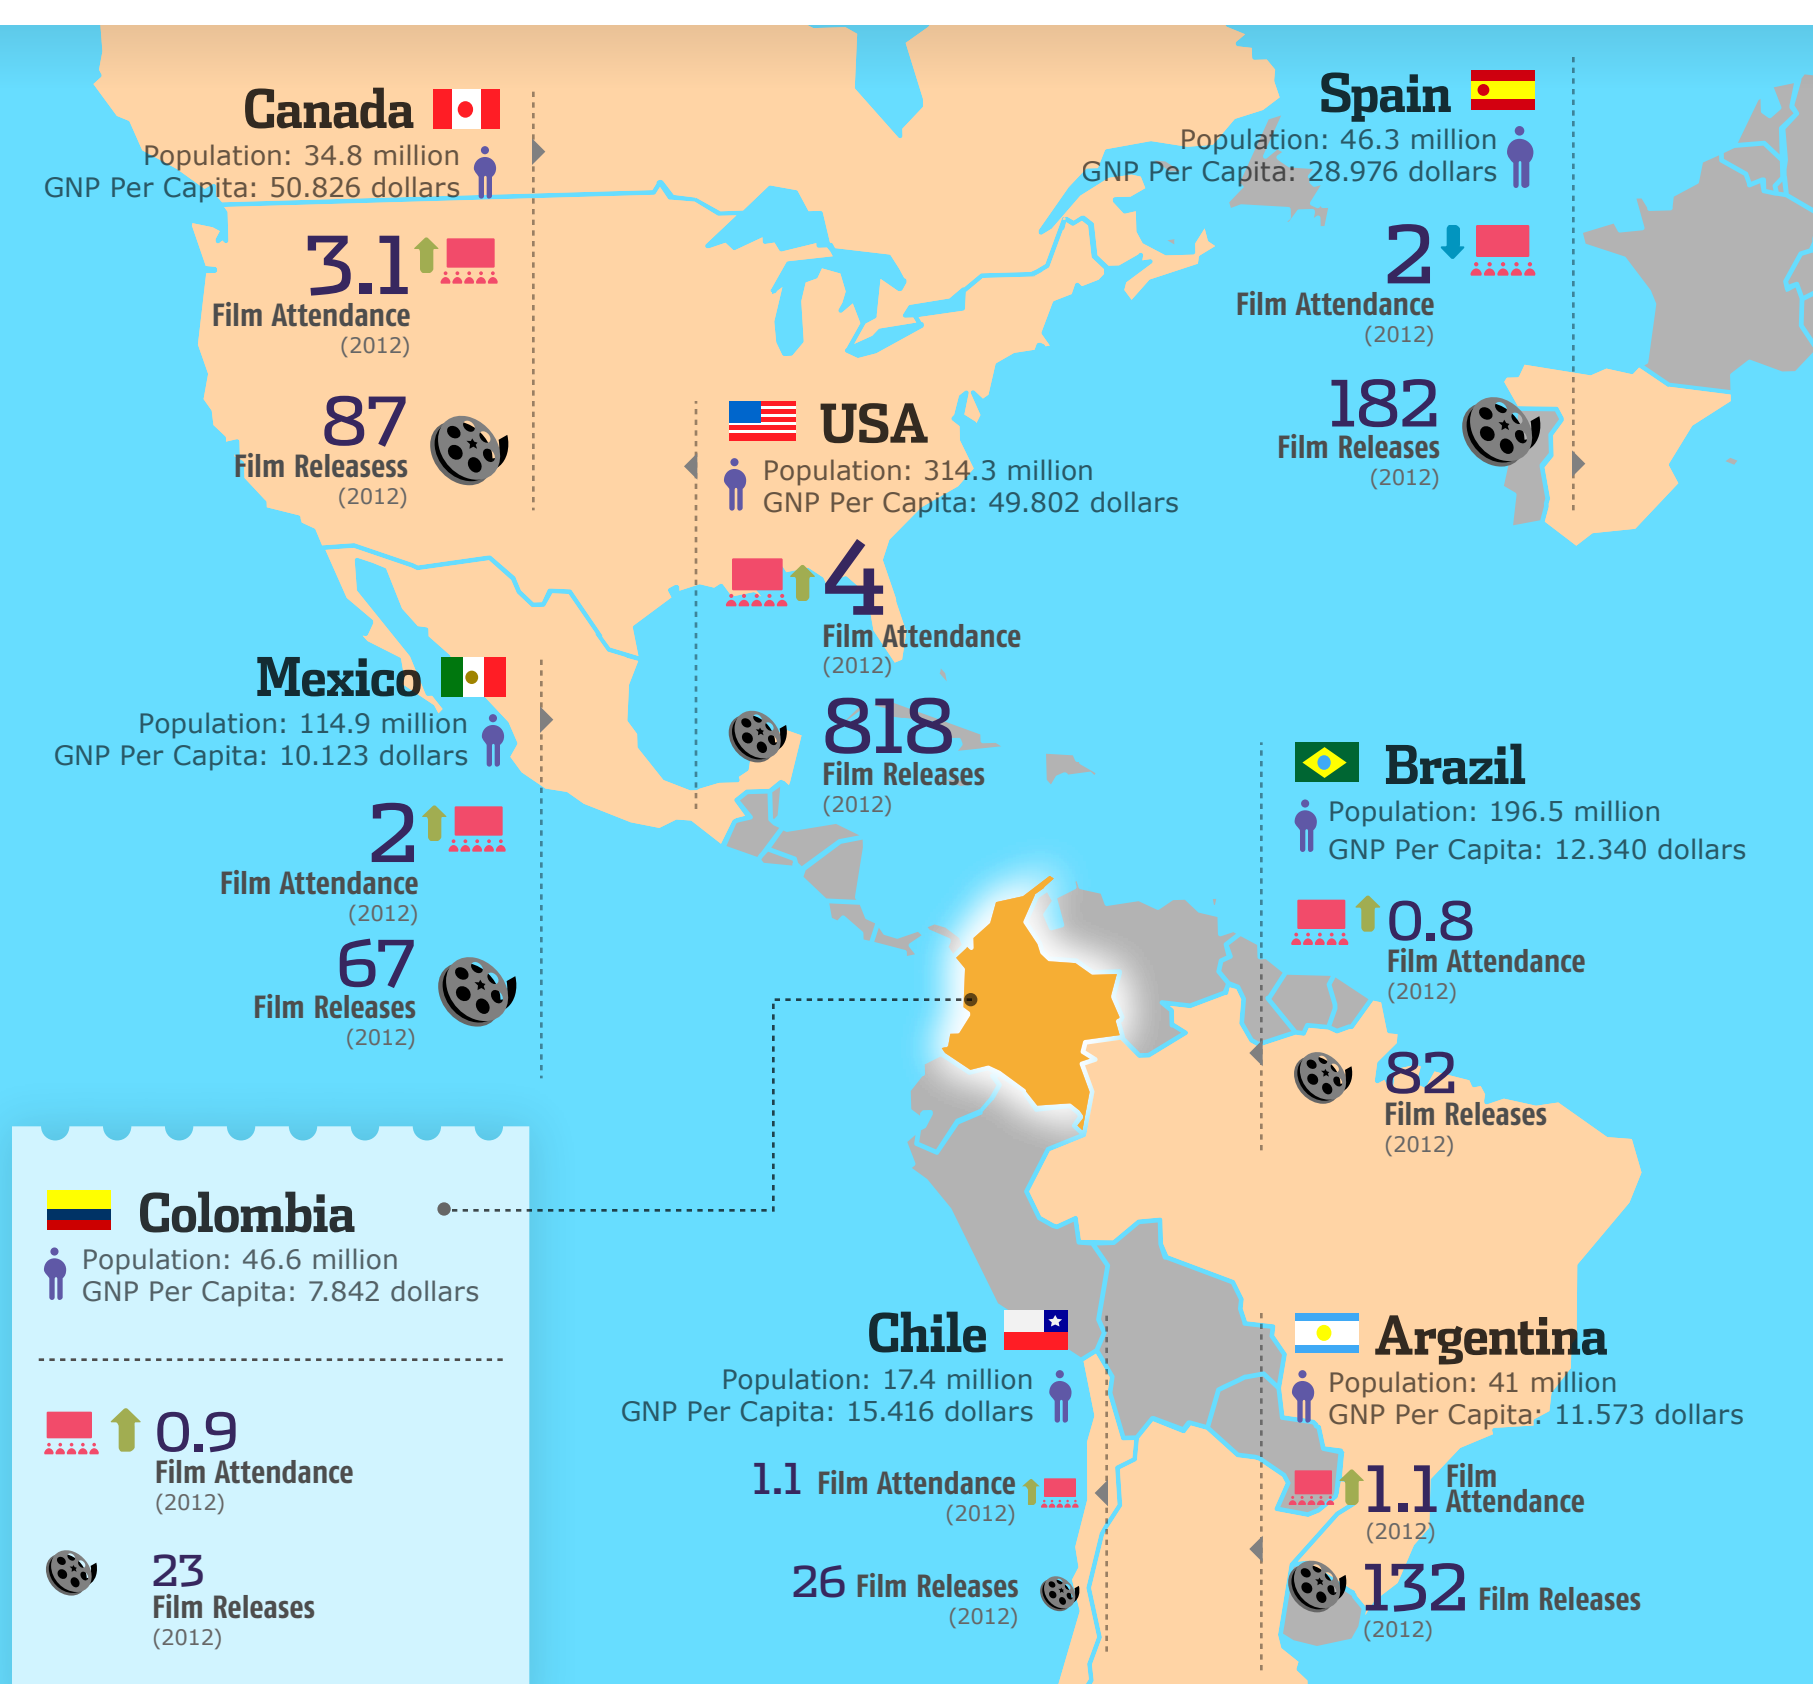 Canada
Population: 34.8 million
GNP Per Capita: 50.826 dollars
3.1
Film Attendance
(2012)
87
Film Releasess
(2012)
Spain
Population: 46.3 million
GNP Per Capita: 28.976 dollars
2
Film Attendance
(2012)
182
Film Releases
(2012)
USA
Population: 314.3 million
GNP Per Capita: 49.802 dollars
4
Film Attendance
(2012)
818
Film Releases
(2012)
Mexico
Population: 114.9 million
GNP Per Capita: 10.123 dollars
2
Film Attendance
(2012)
67
Film Releases
(2012)
Brazil
Population: 196.5 million
GNP Per Capita: 12.340 dollars
0.8
Film Attendance
(2012)
82
Film Releases
(2012)
Colombia
Population: 46.6 million
GNP Per Capita: 7.842 dollars
0.9
Film Attendance
(2012)
23
Film Releases
(2012)
Chile
Population: 17.4 million
GNP Per Capita: 15.416 dollars
1.1 Film Attendance
(2012)
26 Film Releases
(2012)
Argentina
Population: 41 million
GNP Per Capita: 11.573 dollars
1.1 Film
Attendance
(2012)
132 Film Releases
(2012)